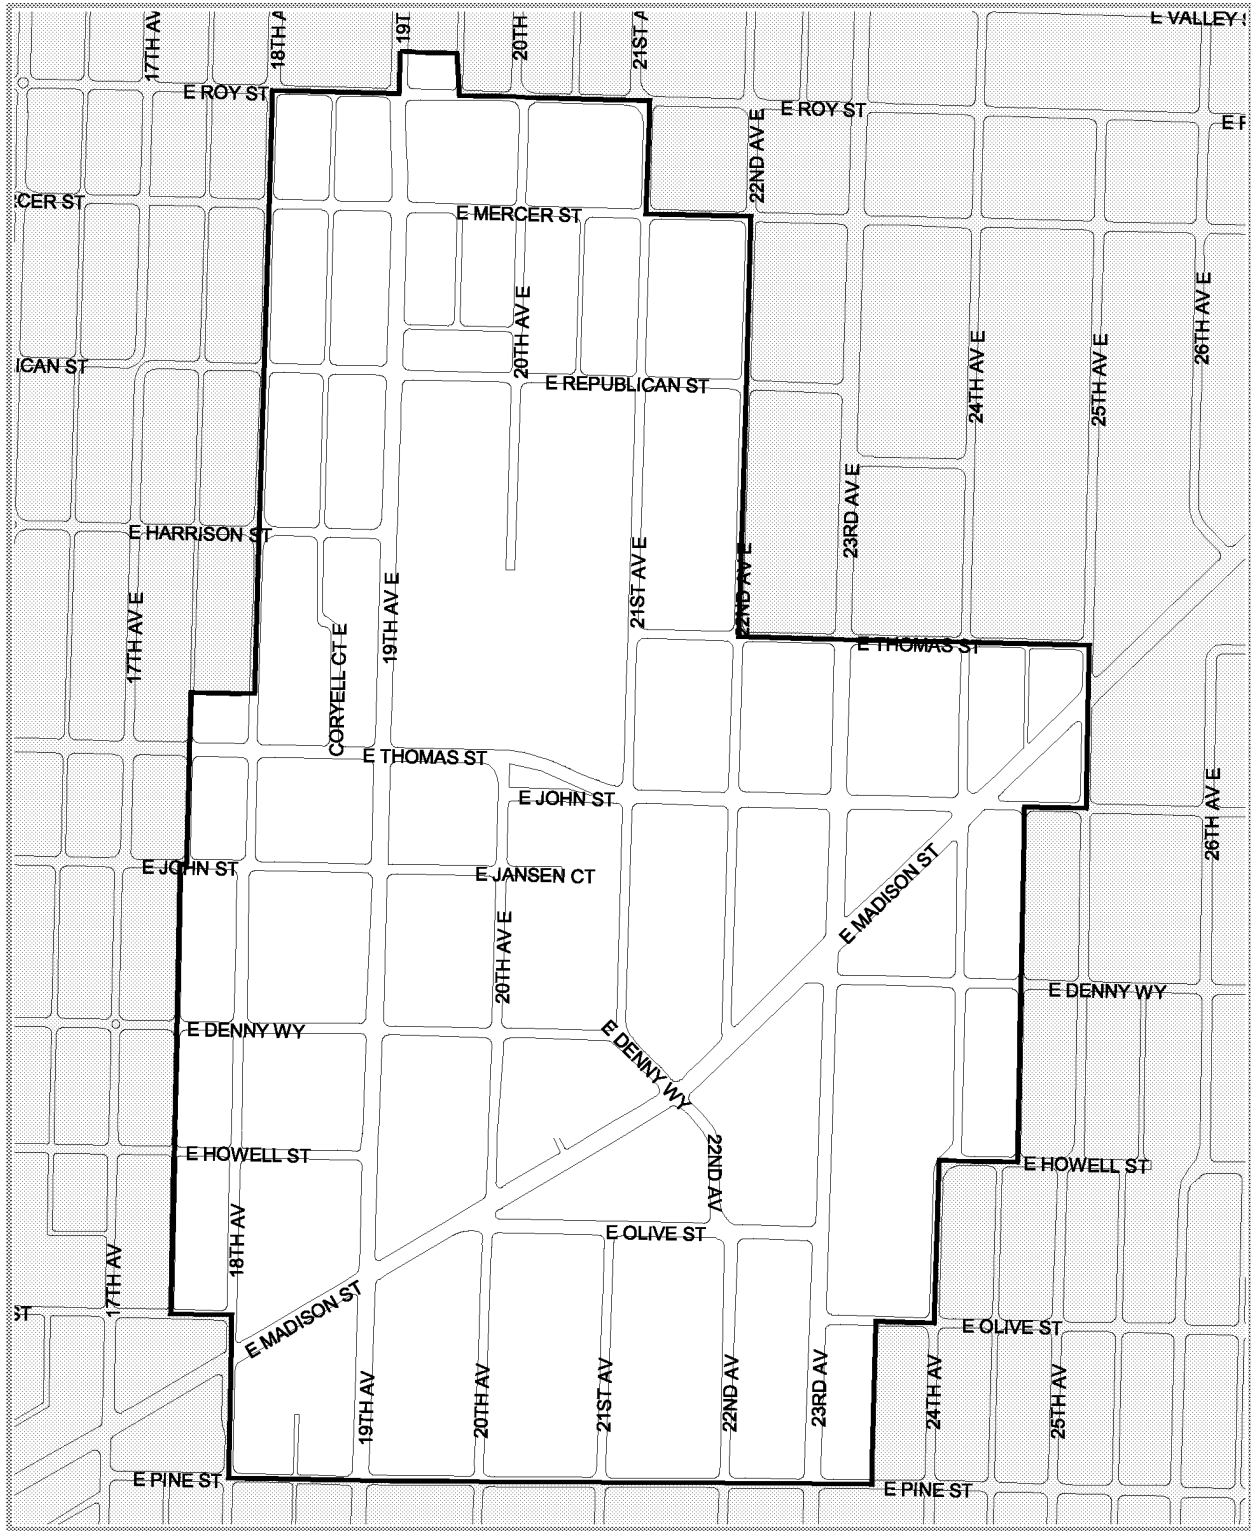 E VALLEY S
17TH AV
18TH A
19T
20TH
21ST A
E ROY ST
E ROY ST
E R
22ND AV E
RCER ST
E MERCER ST
20TH AV E
26TH AV E
24TH AV E
25TH AV E
ICAN ST
E REPUBLICAN ST
23RD AV E
E HARRISON ST
21ST AV E
22ND AV E
19TH AV E
17TH AV E
CORYELL CT E
E THOMAS ST
E THOMAS ST
E JOHN ST
26TH AV E
E JOHN ST
E JANSEN CT
E MADISON ST
20TH AV E
E DENNY WY
E DENNY WY
E DENNY WY
E HOWELL ST
22ND AV
E HOWELL ST
18TH AV
E OLIVE ST
17TH AV
ST
E MADISON ST
E OLIVE ST
19TH AV
20TH AV
21ST AV
22ND AV
23RD AV
24TH AV
25TH AV
E PINE ST
E PINE ST